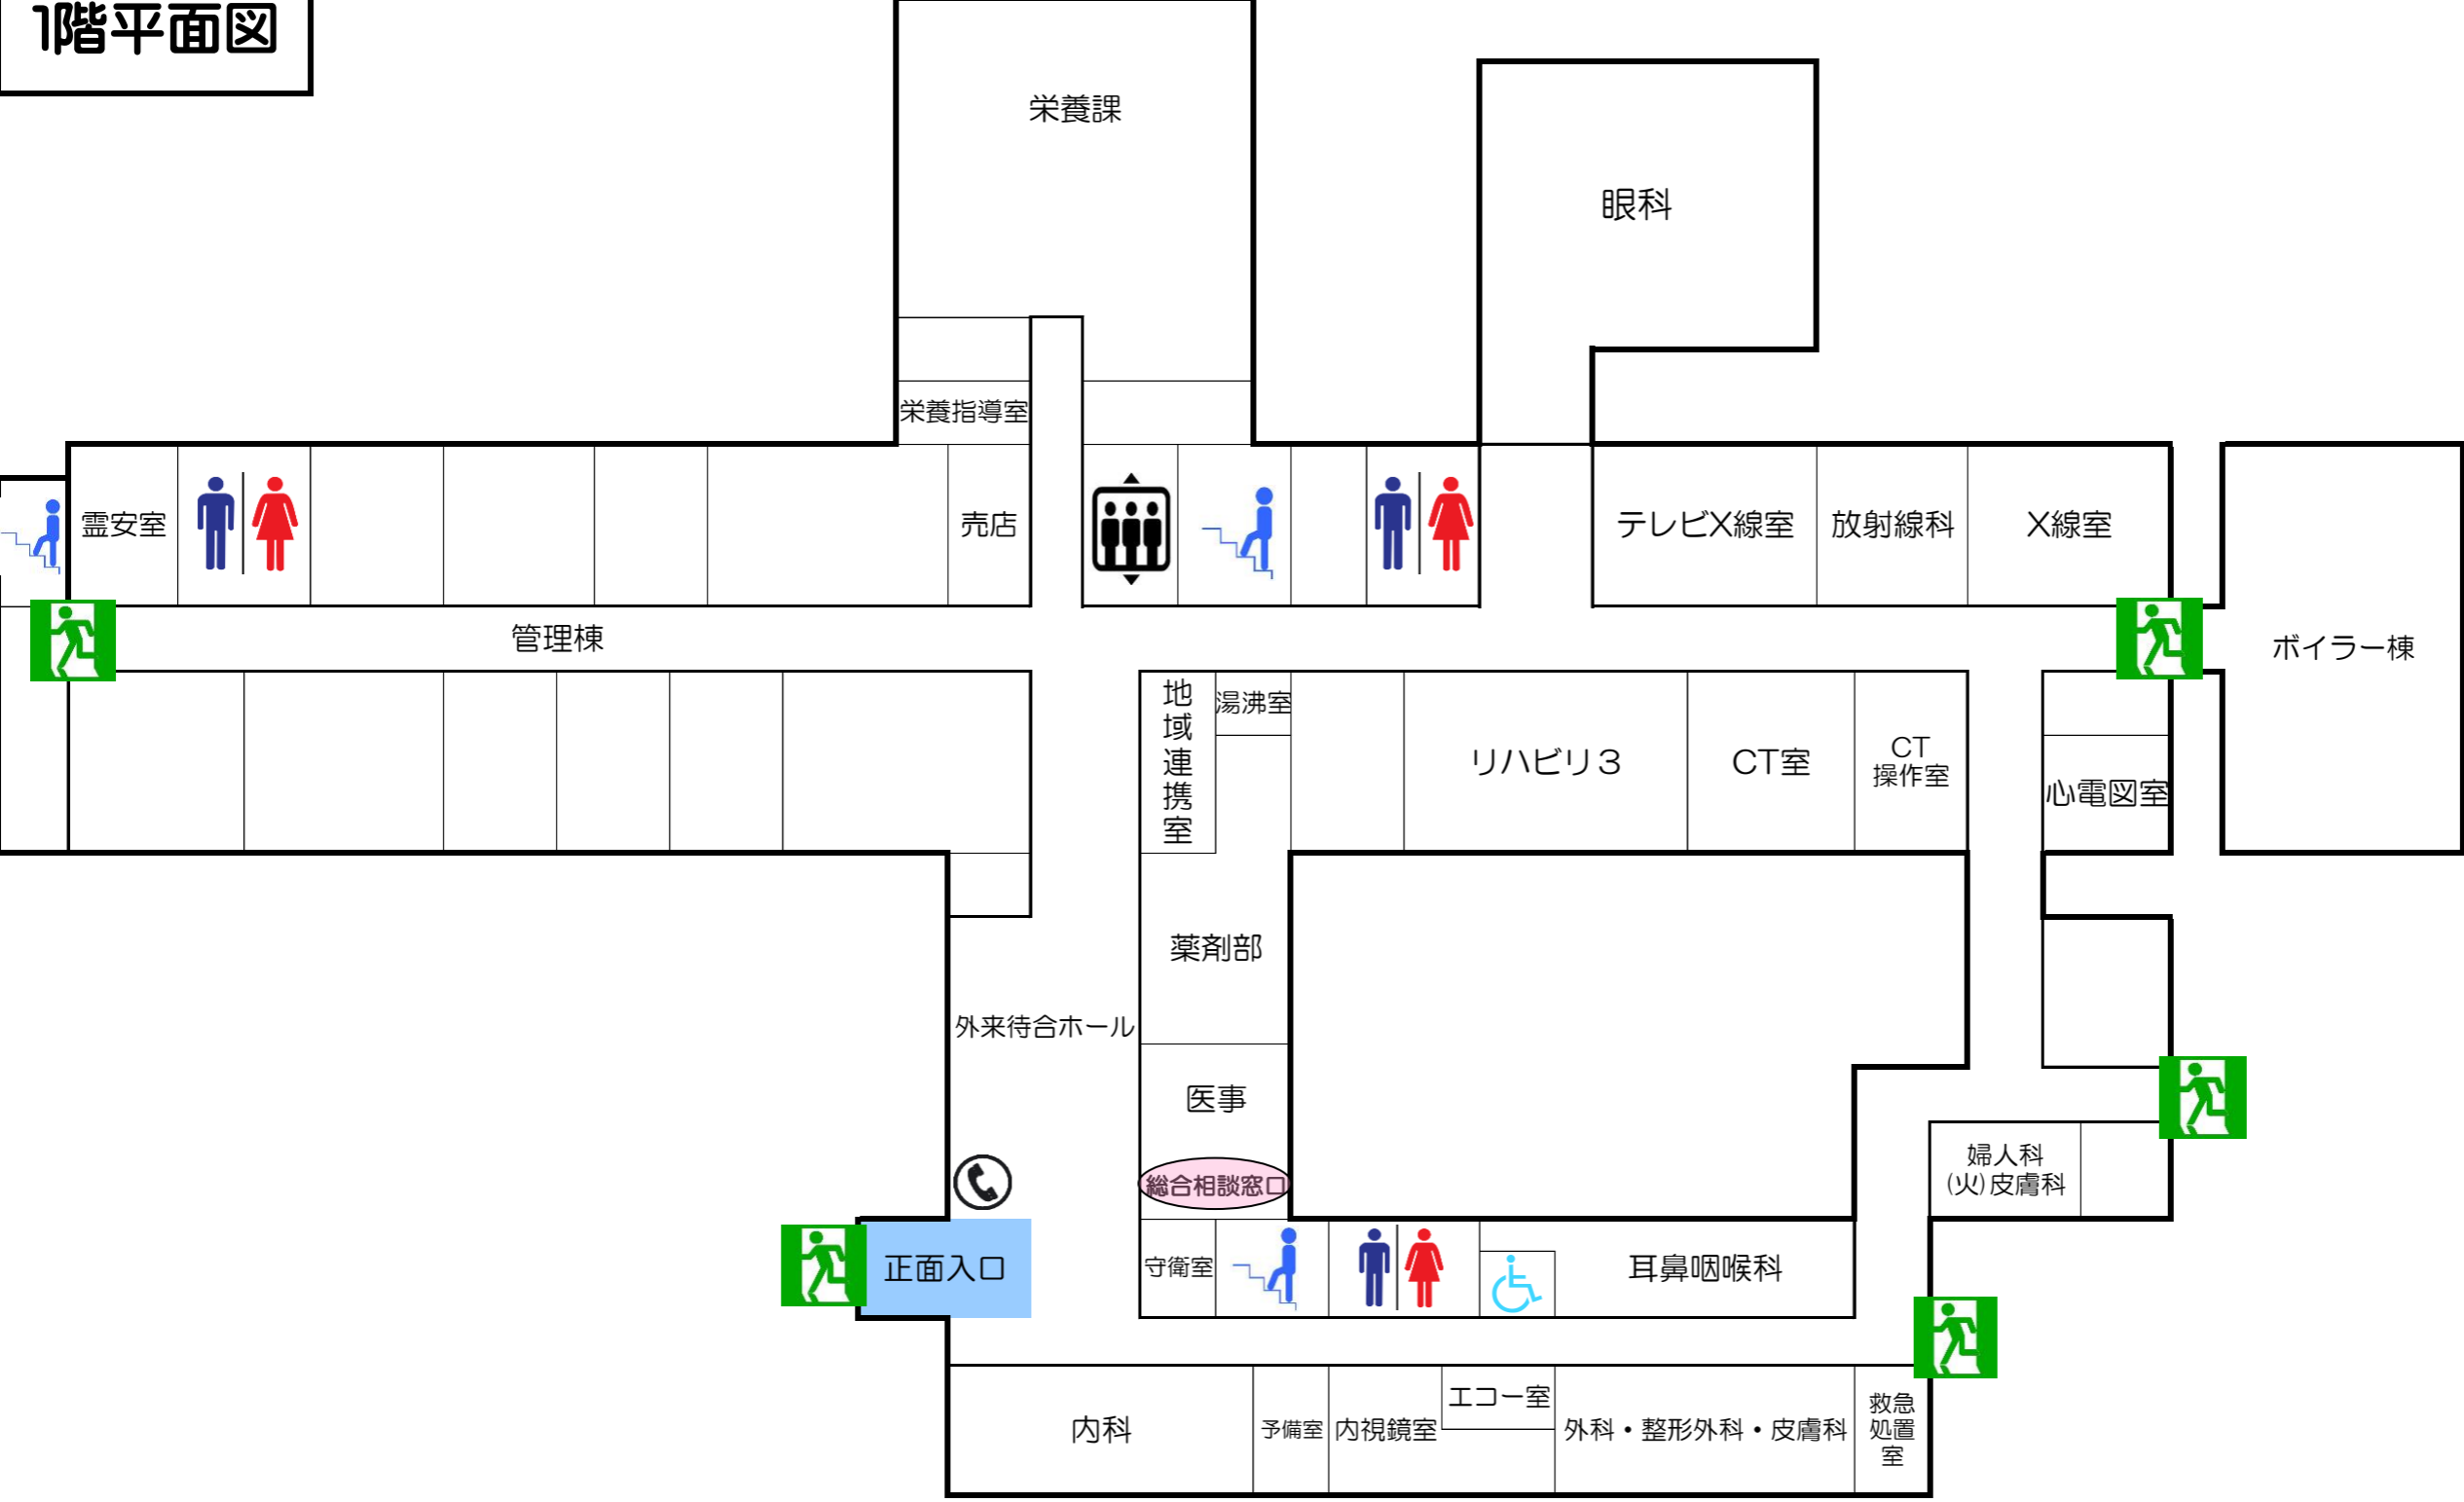 1階平面図
栄養課
眼科
栄養指導室
霊安室
売店
テレビX線室
放射線科
X線室
管理棟
ボイラー棟
地域連携室
湯沸室
リハビリ3
CT室
CT
操作室
心電図室
薬剤部
外来待合ホール
医事
総合相談窓口
婦人科
(火)皮膚科
正面入口
守衛室
耳鼻咽喉科
内科
予備室
内視鏡室
エコー室
外科・整形外科・皮膚科
救急
処置
室